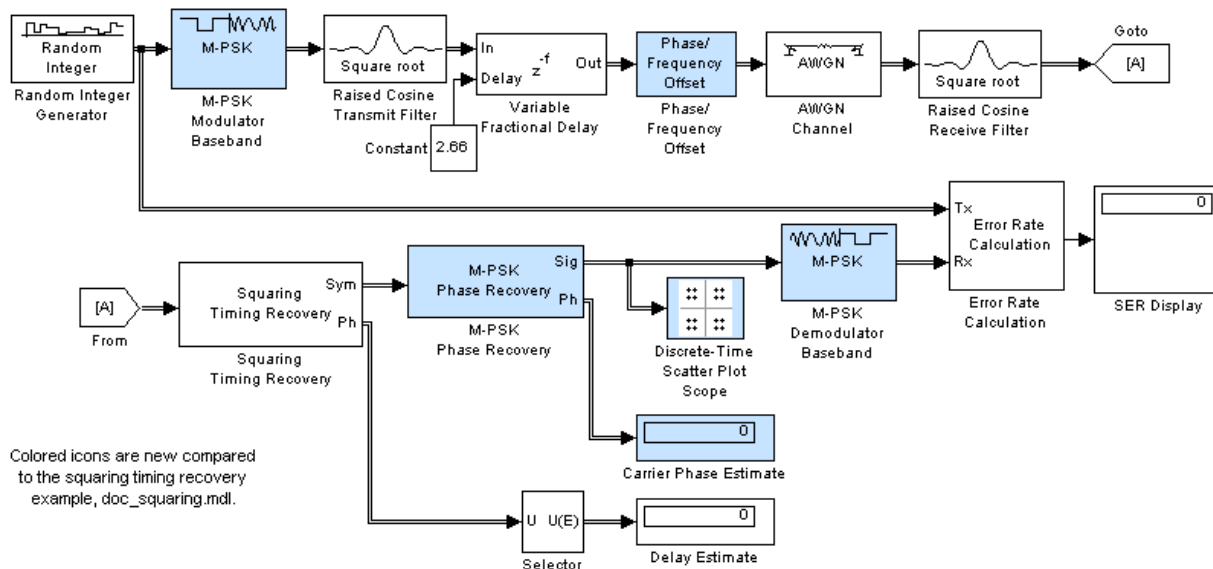 Random
Integer
Random Integer
Generator
M-PSK
M-PSK
Modulator
Baseband
Square root
Raised Cosine
Transmit Filter
Constant
2.66
In
Delay
z-f
Out
Variable
Fractional Delay
Phase/
Frequency
Offset
Phase/
Frequency
Offset
AWGN
AWGN
Channel
Square root
Raised Cosine
Receive Filter
Goto
[A]
[A]
From
Squaring
Timing Recovery
Sym
Ph
Squaring
Timing Recovery
M-PSK
Phase Recovery
Sig
Ph
M-PSK
Phase Recovery
Discrete-Time
Scatter Plot
Scope
M-PSK
M-PSK
Demodulator
Baseband
Tx
Rx
Error Rate
Calculation
Error Rate
Calculation
0
SER Display
0
Carrier Phase Estimate
Colored icons are new compared
to the squaring timing recovery
example, doc_squaring.mdl.
U U(E)
Selector
0
Delay Estimate